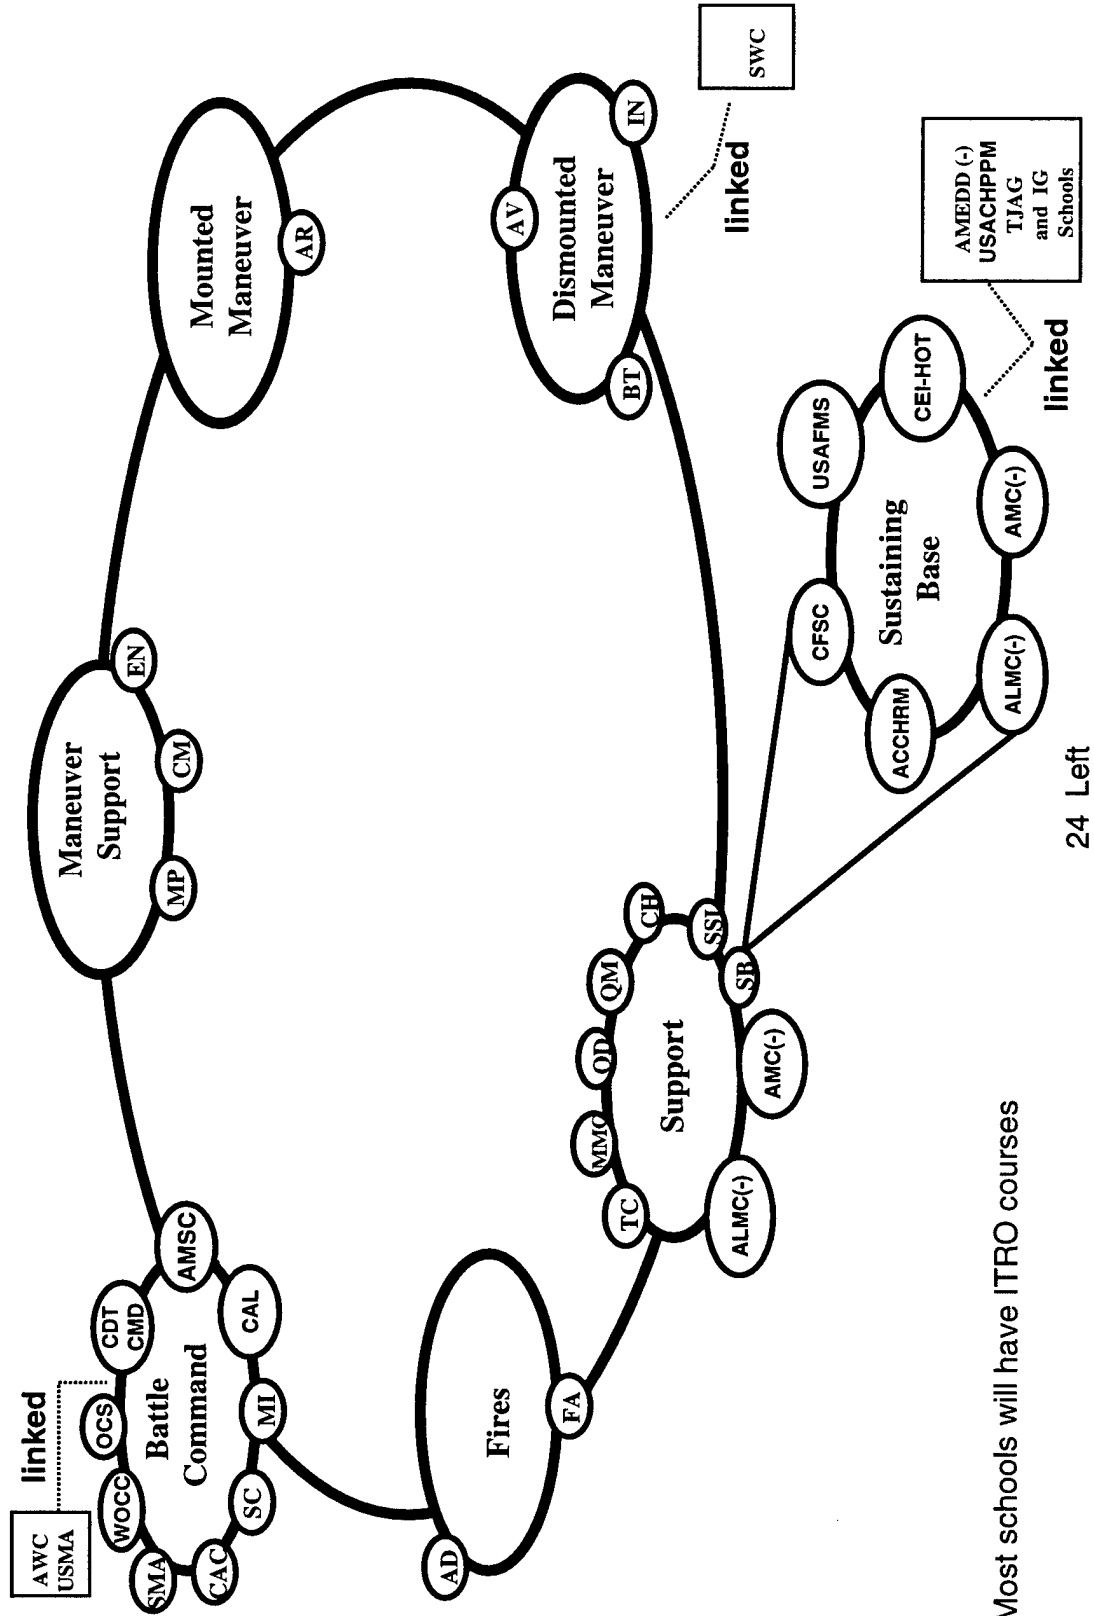 AWC
USMA
linked
SMA
WOCC
OCS
CDT
CMD
AMSC
CAL
MI
SC
CAC
Battle
Command
Maneuver
Support
MP
CM
EN
Mounted
Maneuver
AR
AD
Fires
FA
AV
Dismounted
Maneuver
BT
IN
linked
SWC
TC
MMC
OD
QM
CH
SSI
SB
Support
ALMC(-)
AMC(-)
CFSC
USAFMS
ACCHRM
Sustaining
Base
CEI-HOT
ALMC(-)
AMC(-)
linked
AMEDD (-)
USACHPPM
TJAG
and IG
Schools
Most schools will have ITRO courses
24 Left